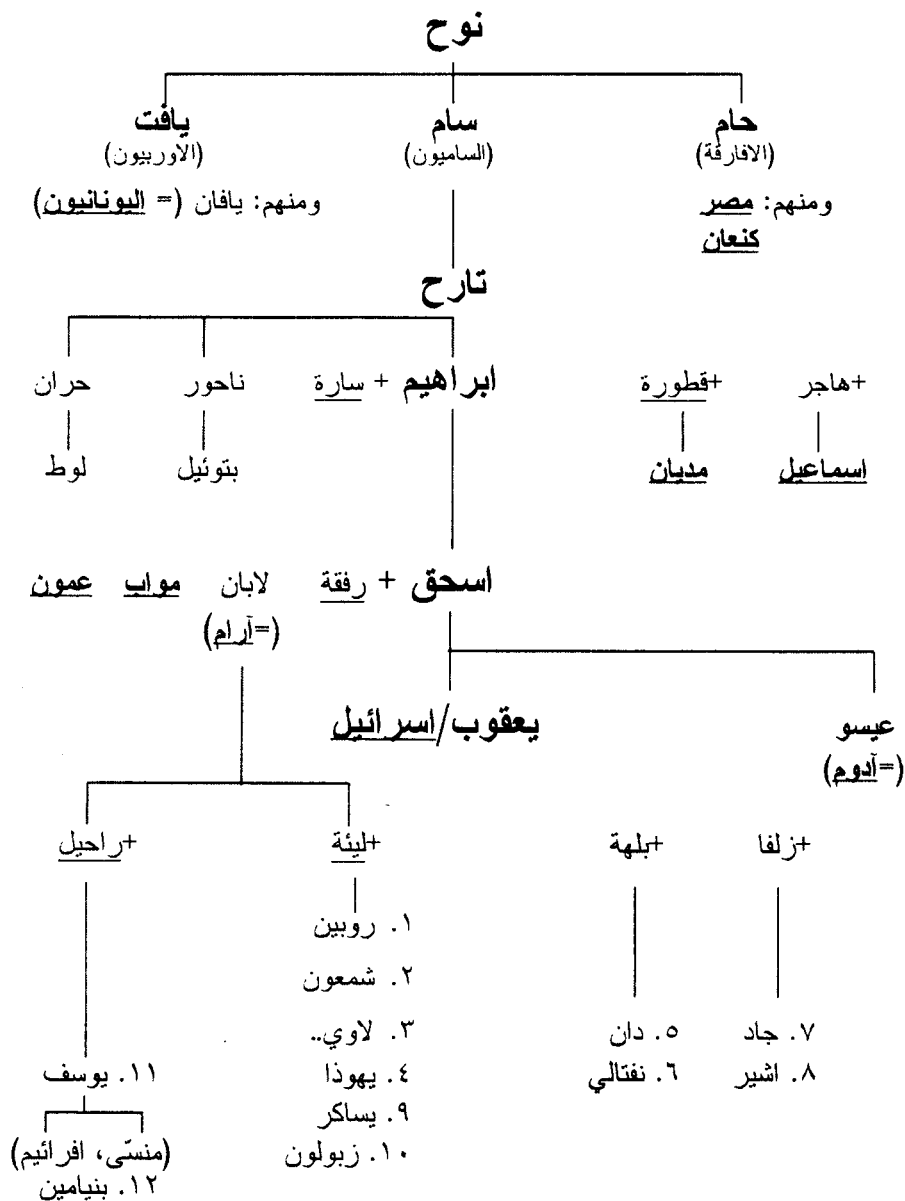 نوح
حام سام يافت
(الافارقة) (الساميون) (الاوربيون)
ومنهم: مصر ومنهم: يافان (= اليونانيون)
كنعان
تارح
+هاجر +قطورة ابراهيم + سارة ناحور حران
اسماعيل مديان بتوئيل لوط
اسحق + رفقة لابان مواب عمون
(=آرام)
عيسو يعقوب/اسرائيل
(=آدوم)
+زلفا +بلهة +ليئة +راحيل
١. روبين
٢. شمعون
٧. جاد ٥. دان ٣. لاوي..
٨. اشير ٦. نفتالي ٤. يهوذا ١١. يوسف
٩. يساكر
١٠. زبولون (منسّى، افرائيم)
١٢. بنيامين